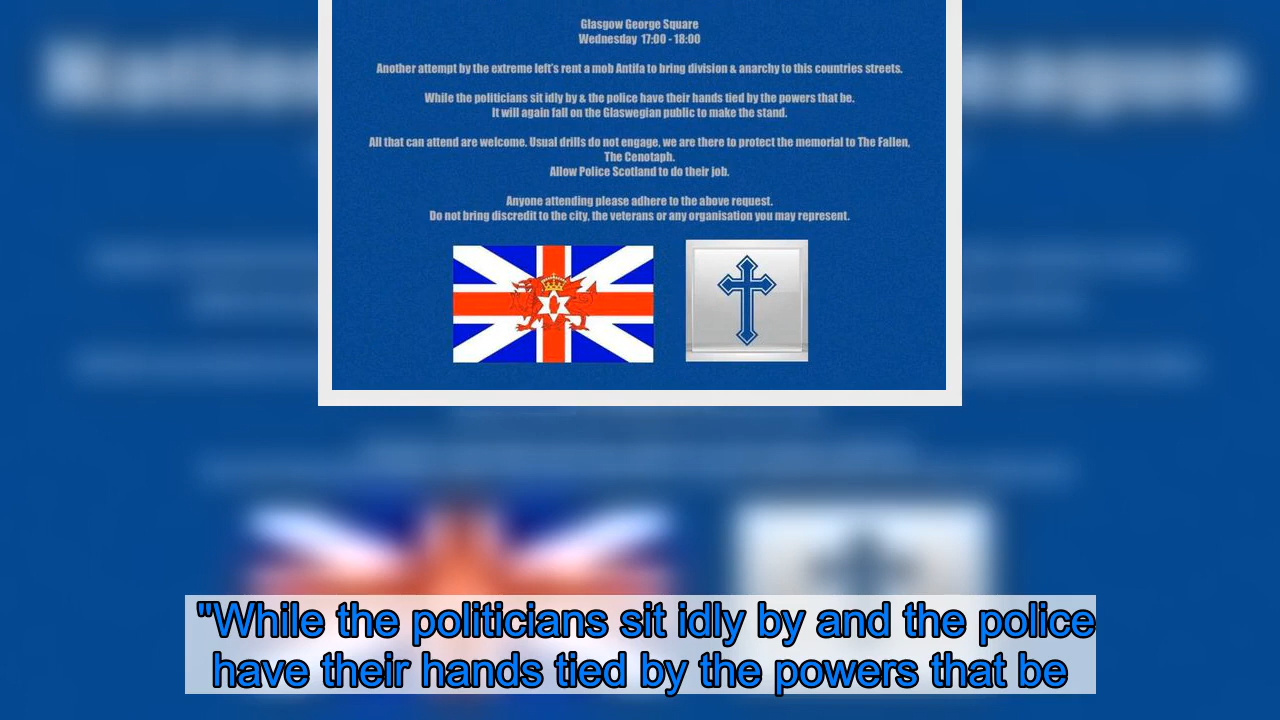 Glasgow George Square
Wednesday 17:00 - 18:00
Another attempt by the extreme left's rent a mob Antifa to bring division & anarchy to this countries streets.
While the politicians sit idly by & the police have their hands tied by the powers that be.
It will again fall on the Glaswegian public to make the stand.
All that can attend are welcome. Usual drills do not engage, we are there to protect the memorial to The Fallen,
The Cenotaph.
Allow Police Scotland to do their job.
Anyone attending please adhere to the above request.
Do not bring discredit to the city, the veterans or any organisation you may represent.
"While the politicians sit idly by and the police
have their hands tied by the powers that be